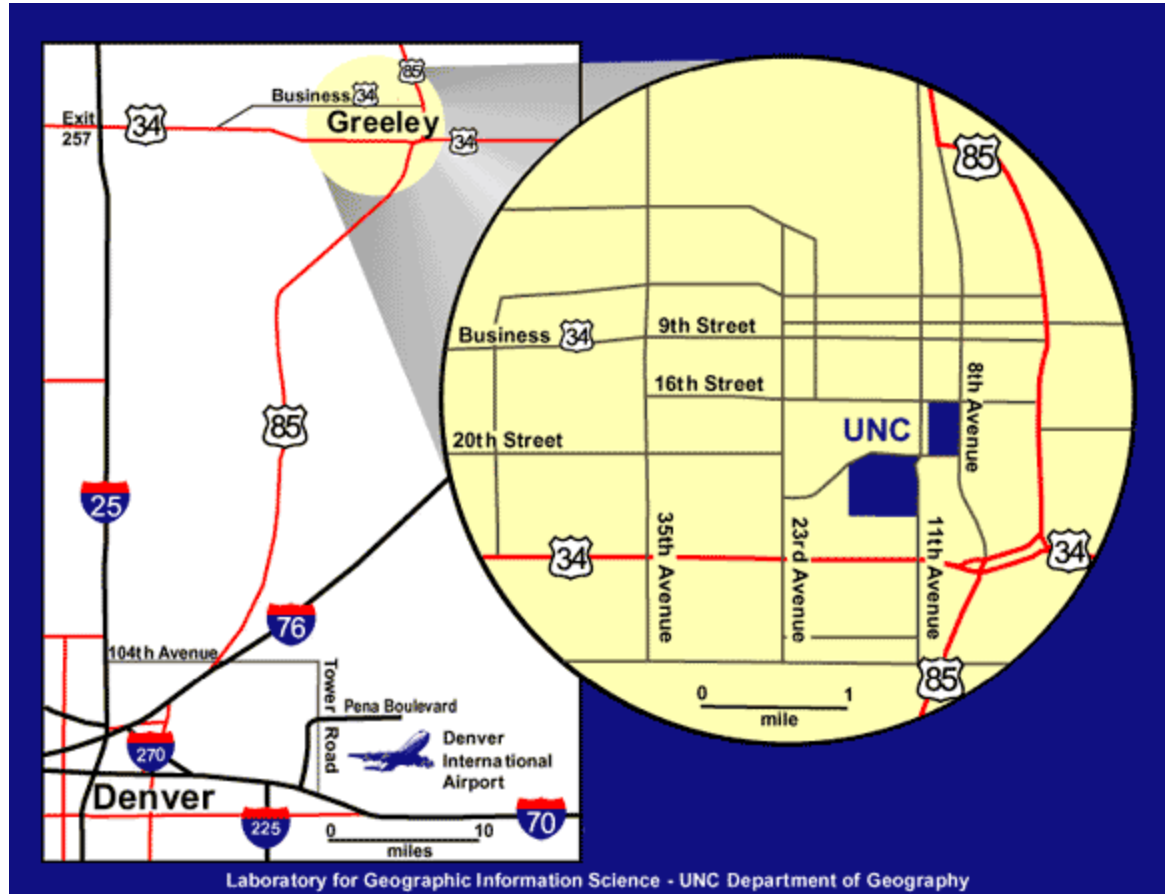 85
Business 34
Greeley
Exit
257
34
34
85
25
76
104th Avenue
Tower Road
Pena Boulevard
Denver
International
Airport
270
Denver
225
0 10
miles
70
85
Business 34
9th Street
16th Street
8th Avenue
UNC
20th Street
35th Avenue
23rd Avenue
11th Avenue
34
34
85
0 1
mile
Laboratory for Geographic Information Science - UNC Department of Geography